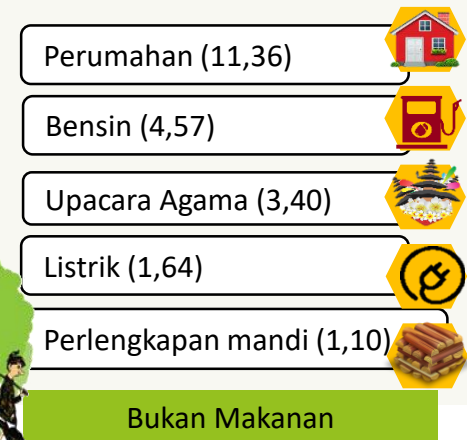 Perumahan (11,36)
Bensin (4,57)
Upacara Agama (3,40)
Listrik (1,64)
Perlengkapan mandi (1,10)
Bukan Makanan